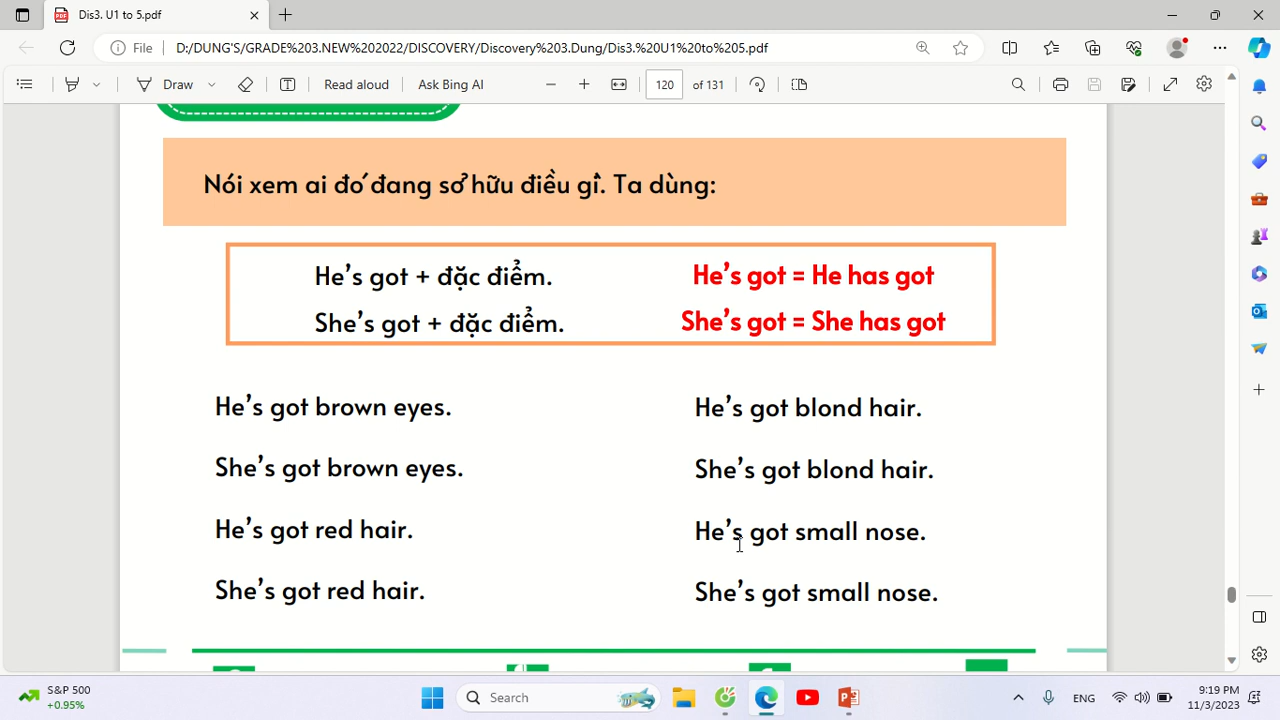 Dis3. U1 to 5.pdf
File D:/DUNG'S/GRADE%203.NEW%202022/DISCOVERY/Discovery%203.Dung/Dis3.%20U1%20to%205.pdf
Draw Read aloud Ask Bing AI 120 of 131
Nói xem ai đó đang sở hữu điều gì. Ta dùng:
He's got + đặc điểm. He's got = He has got
She's got + đặc điểm. She's got = She has got
He's got brown eyes. He's got blond hair.
She's got brown eyes. She's got blond hair.
He's got red hair. He's got small nose.
She's got red hair. She's got small nose.
S&P 500
+0.95%
Search
ENG
9:19 PM
11/3/2023